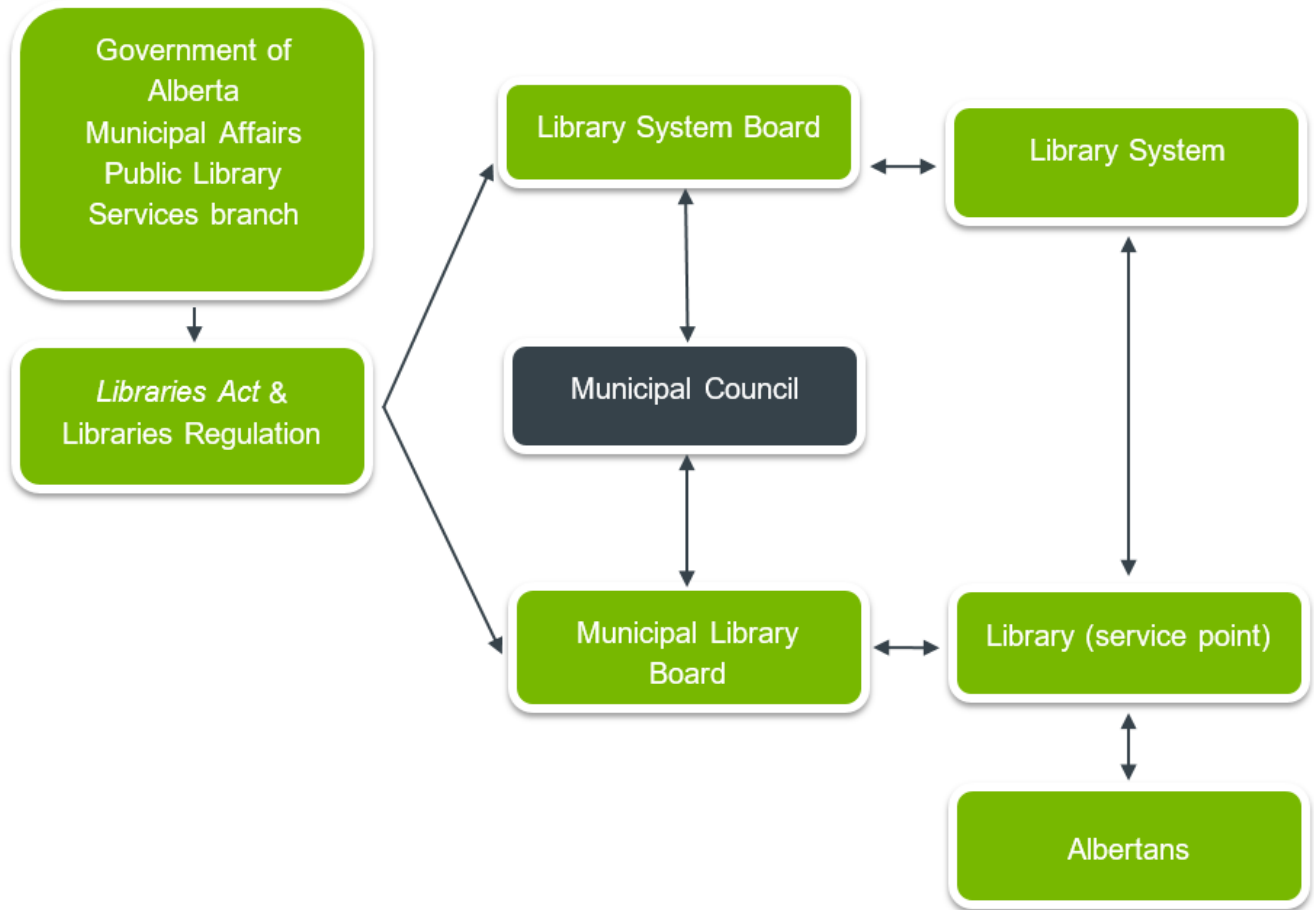 Government of
Alberta
Municipal Affairs
Public Library
Services branch
Libraries Act &
Libraries Regulation
Library System Board
Municipal Council
Municipal Library
Board
Library System
Library (service point)
Albertans